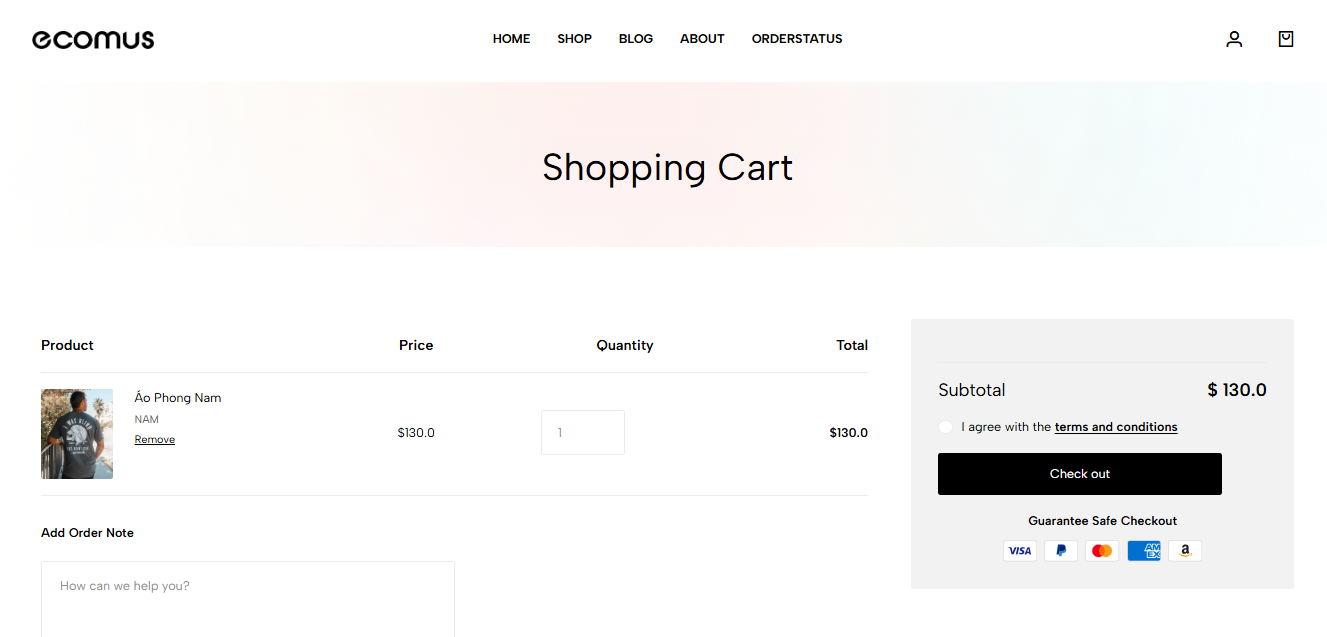 ecomus
HOME SHOP BLOG ABOUT ORDERSTATUS
Shopping Cart
Product Price Quantity Total
Áo Phong Nam
NAM
Remove
$130.0
1
$130.0
Add Order Note
How can we help you?
Subtotal $ 130.0
I agree with the terms and conditions
Check out
Guarantee Safe Checkout
VISA
AM
EX
a